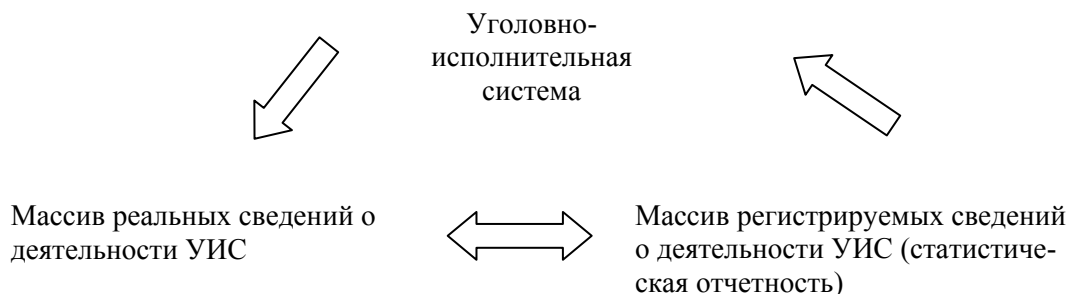 Уголовно-
исполнительная
система
Массив реальных сведений о
деятельности УИС
Массив регистрируемых сведений
о деятельности УИС (статистиче-
ская отчетность)